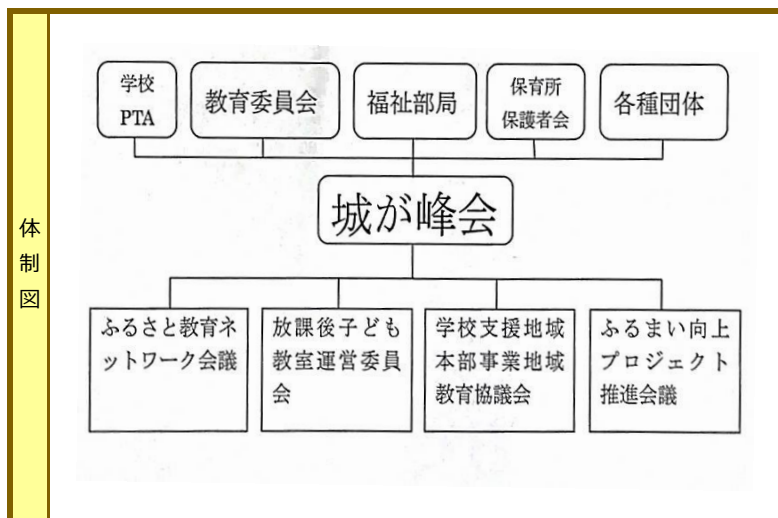 体制図
学校
PTA
教育委員会
福祉部局
保育所
保護者会
各種団体
城が峰会
ふるさと教育ネ
ットワーク会議
放課後子ども
教室運営委員
会
学校支援地域
本部事業地域
教育協議会
ふるまい向上
プロジェクト
推進会議